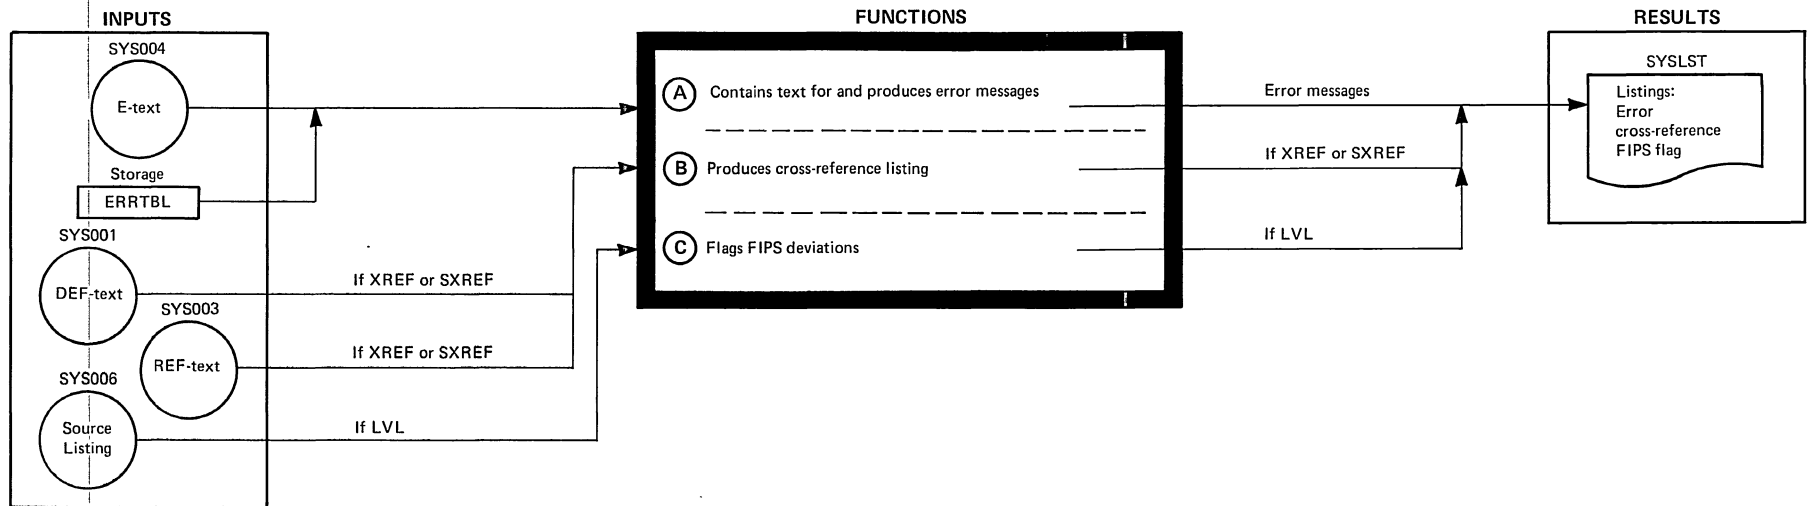 INPUTS
SYS004
E-text
Storage
ERRTBL
SYS001
DEF-text
If XREF or SXREF
SYS003
REF-text
If XREF or SXREF
SYS006
Source
Listing
If LVL
FUNCTIONS
A Contains text for and produces error messages
B Produces cross-reference listing
C Flags FIPS deviations
Error messages
If XREF or SXREF
If LVL
RESULTS
SYSLST
Listings:
Error
cross-reference
FIPS flag